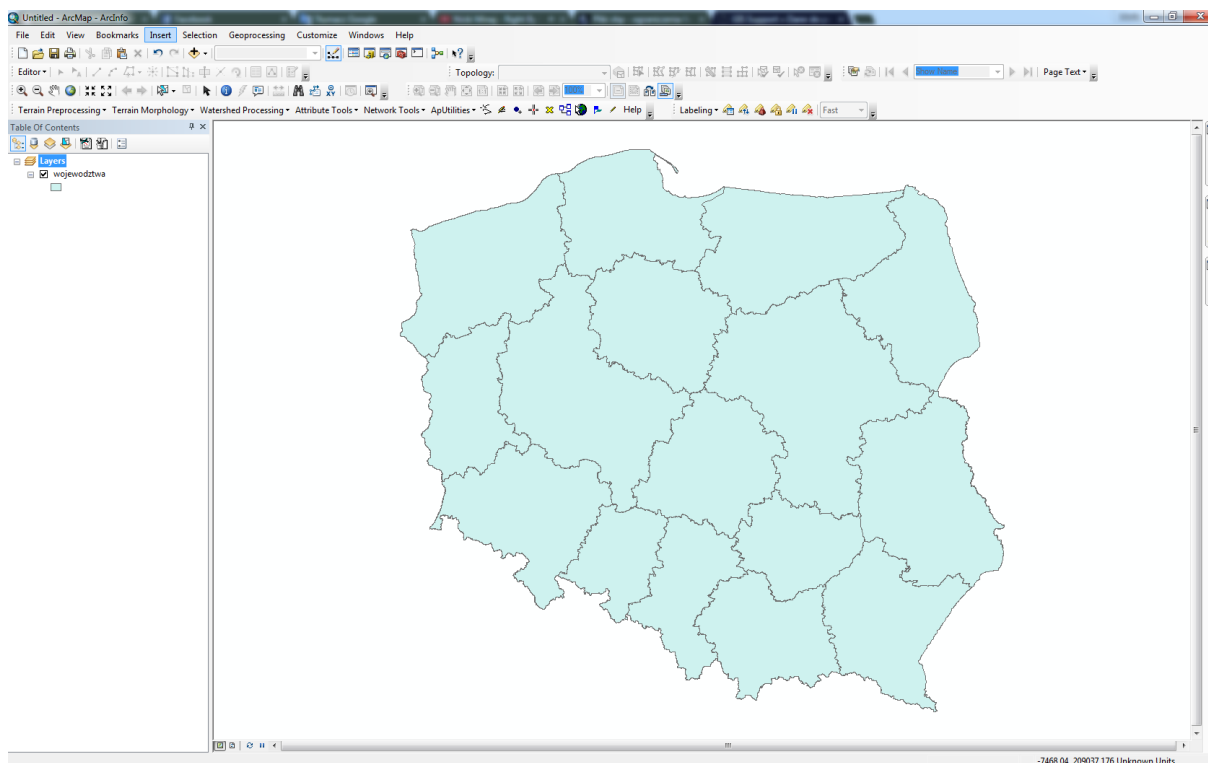 Untitled - ArcMap - ArcInfo
File Edit View Bookmarks Insert Selection Geoprocessing Customize Windows Help
Editor Topology: Page Text
100%
Terrain Preprocessing Terrain Morphology Watershed Processing Attribute Tools Network Tools ApUtilities Help Labeling Fast
Table Of Contents
Layers
wojewodztwa
-7468,04 209037,176 Unknown Units